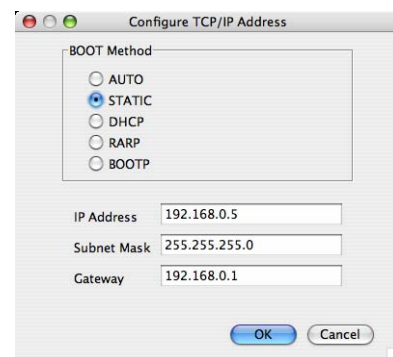 Configure TCP/IP Address
BOOT Method
AUTO
STATIC
DHCP
RARP
BOOTP
IP Address 192.168.0.5
Subnet Mask 255.255.255.0
Gateway 192.168.0.1
OK Cancel